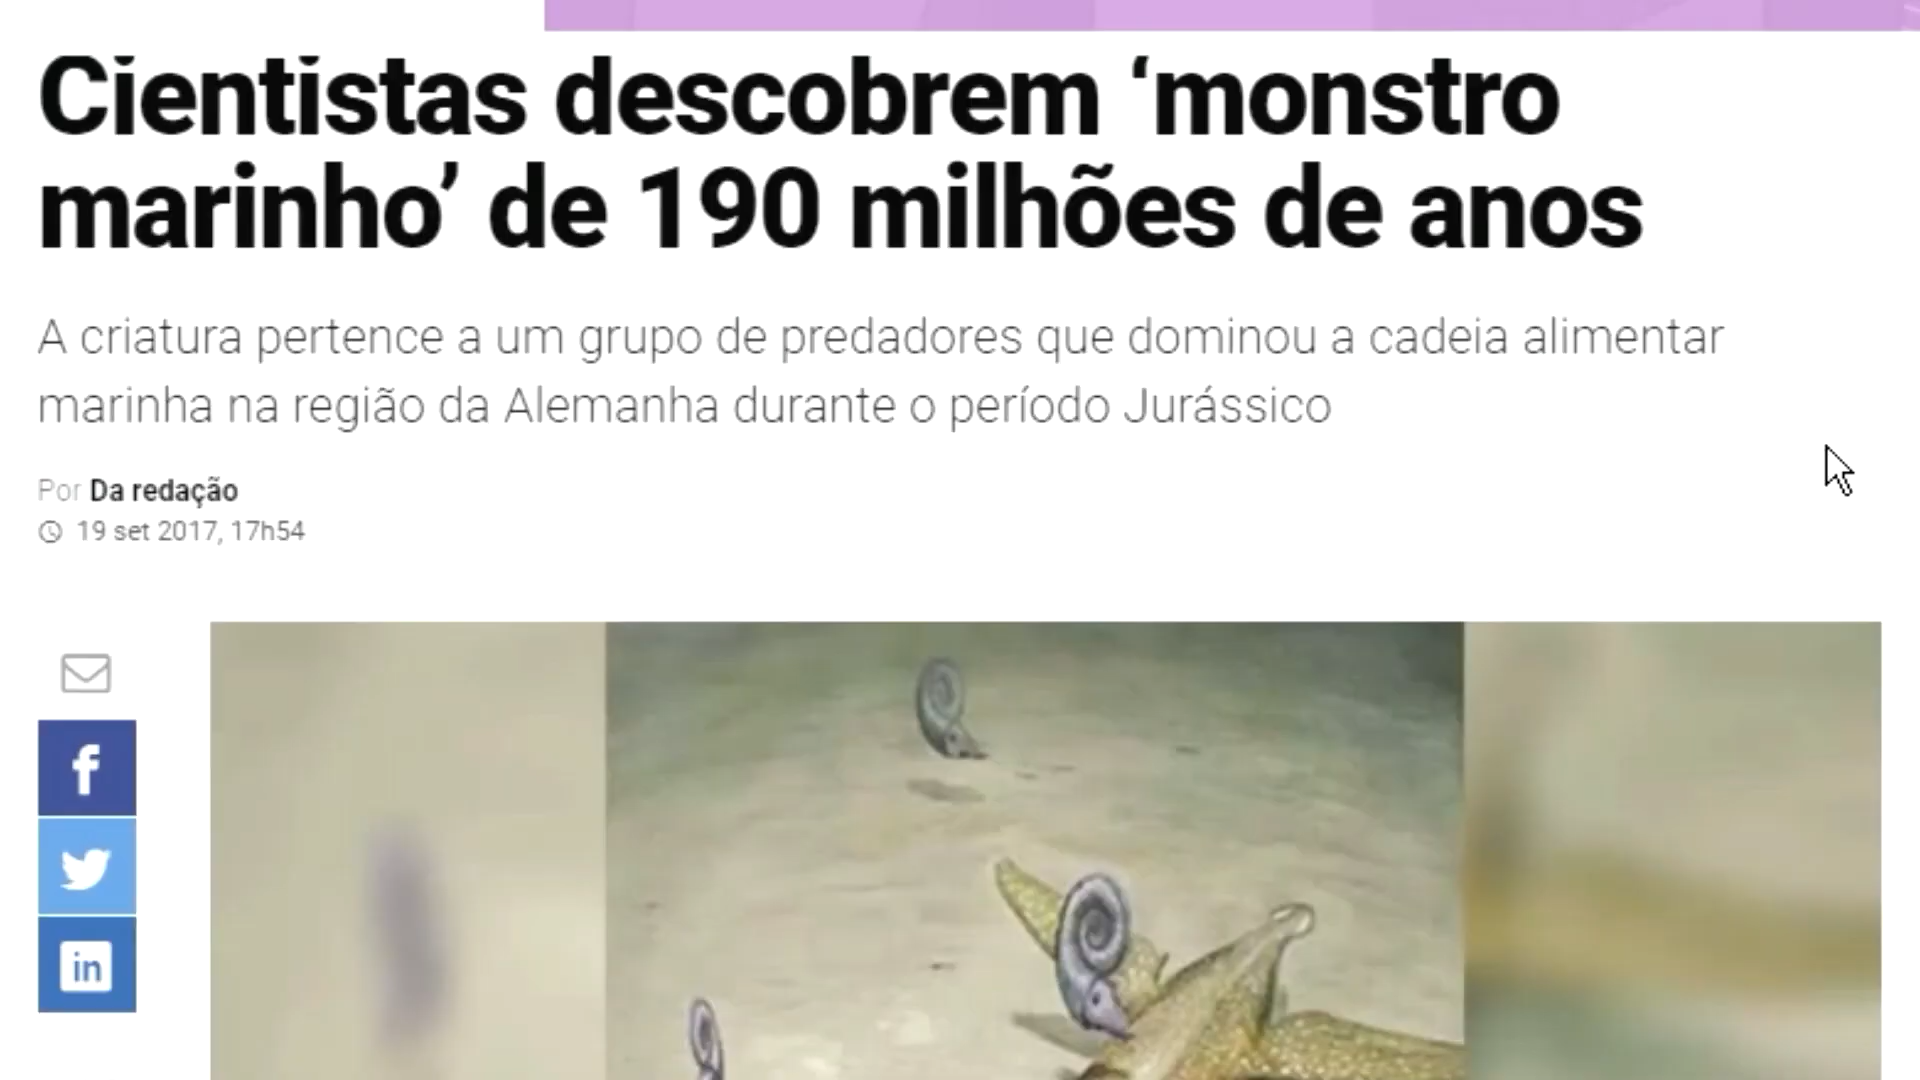 Cientistas descobrem ‘monstro
marinho’ de 190 milhões de anos
A criatura pertence a um grupo de predadores que dominou a cadeia alimentar
marinha na região da Alemanha durante o período Jurássico
Por Da redação
19 set 2017, 17h54
f
in